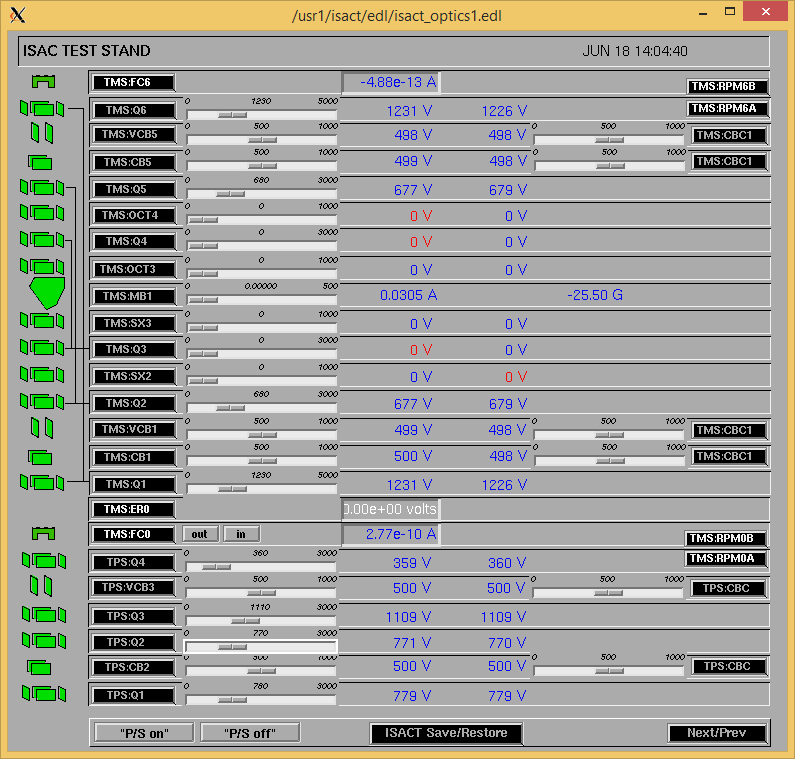 /usr1/isact/edl/isact_optics1.edl
ISAC TEST STAND JUN 18 14:04:40
TMS:FC6 -4.88e-13 A TMS:RPM6B
TMS:Q6 0 1230 5000 1231 V 1226 V TMS:RPM6A
TMS:VCB5 0 500 1000 498 V 498 V 0 500 1000 TMS:CBC1
TMS:CB5 0 500 1000 499 V 498 V 0 500 1000 TMS:CBC1
TMS:Q5 0 680 3000 677 V 679 V
TMS:OCT4 0 0 1000 0 V 0 V
TMS:Q4 0 0 3000 0 V 0 V
TMS:OCT3 0 0 1000 0 V 0 V
TMS:MB1 0 0.00000 500 0.0305 A -25.50 G
TMS:SX3 0 0 1000 0 V 0 V
TMS:Q3 0 0 3000 0 V 0 V
TMS:SX2 0 0 1000 0 V 0 V
TMS:Q2 0 680 3000 677 V 679 V
TMS:VCB1 0 500 1000 499 V 498 V 0 500 1000 TMS:CBC1
TMS:CB1 0 500 1000 500 V 498 V 0 500 1000 TMS:CBC1
TMS:Q1 0 1230 5000 1231 V 1226 V
TMS:ER0 0.00e+00 volts
TMS:FC0 out in 2.77e-10 A TMS:RPM0B
TPS:Q4 0 360 3000 359 V 360 V TMS:RPM0A
TPS:VCB3 0 500 1000 500 V 500 V 0 500 1000 TPS:CBC
TPS:Q3 0 1110 3000 1109 V 1109 V
TPS:Q2 0 770 3000 771 V 770 V
TPS:CB2 0 500 1000 500 V 500 V 0 500 1000 TPS:CBC
TPS:Q1 0 780 3000 779 V 779 V
"P/S on" "P/S off" ISACT Save/Restore Next/Prev